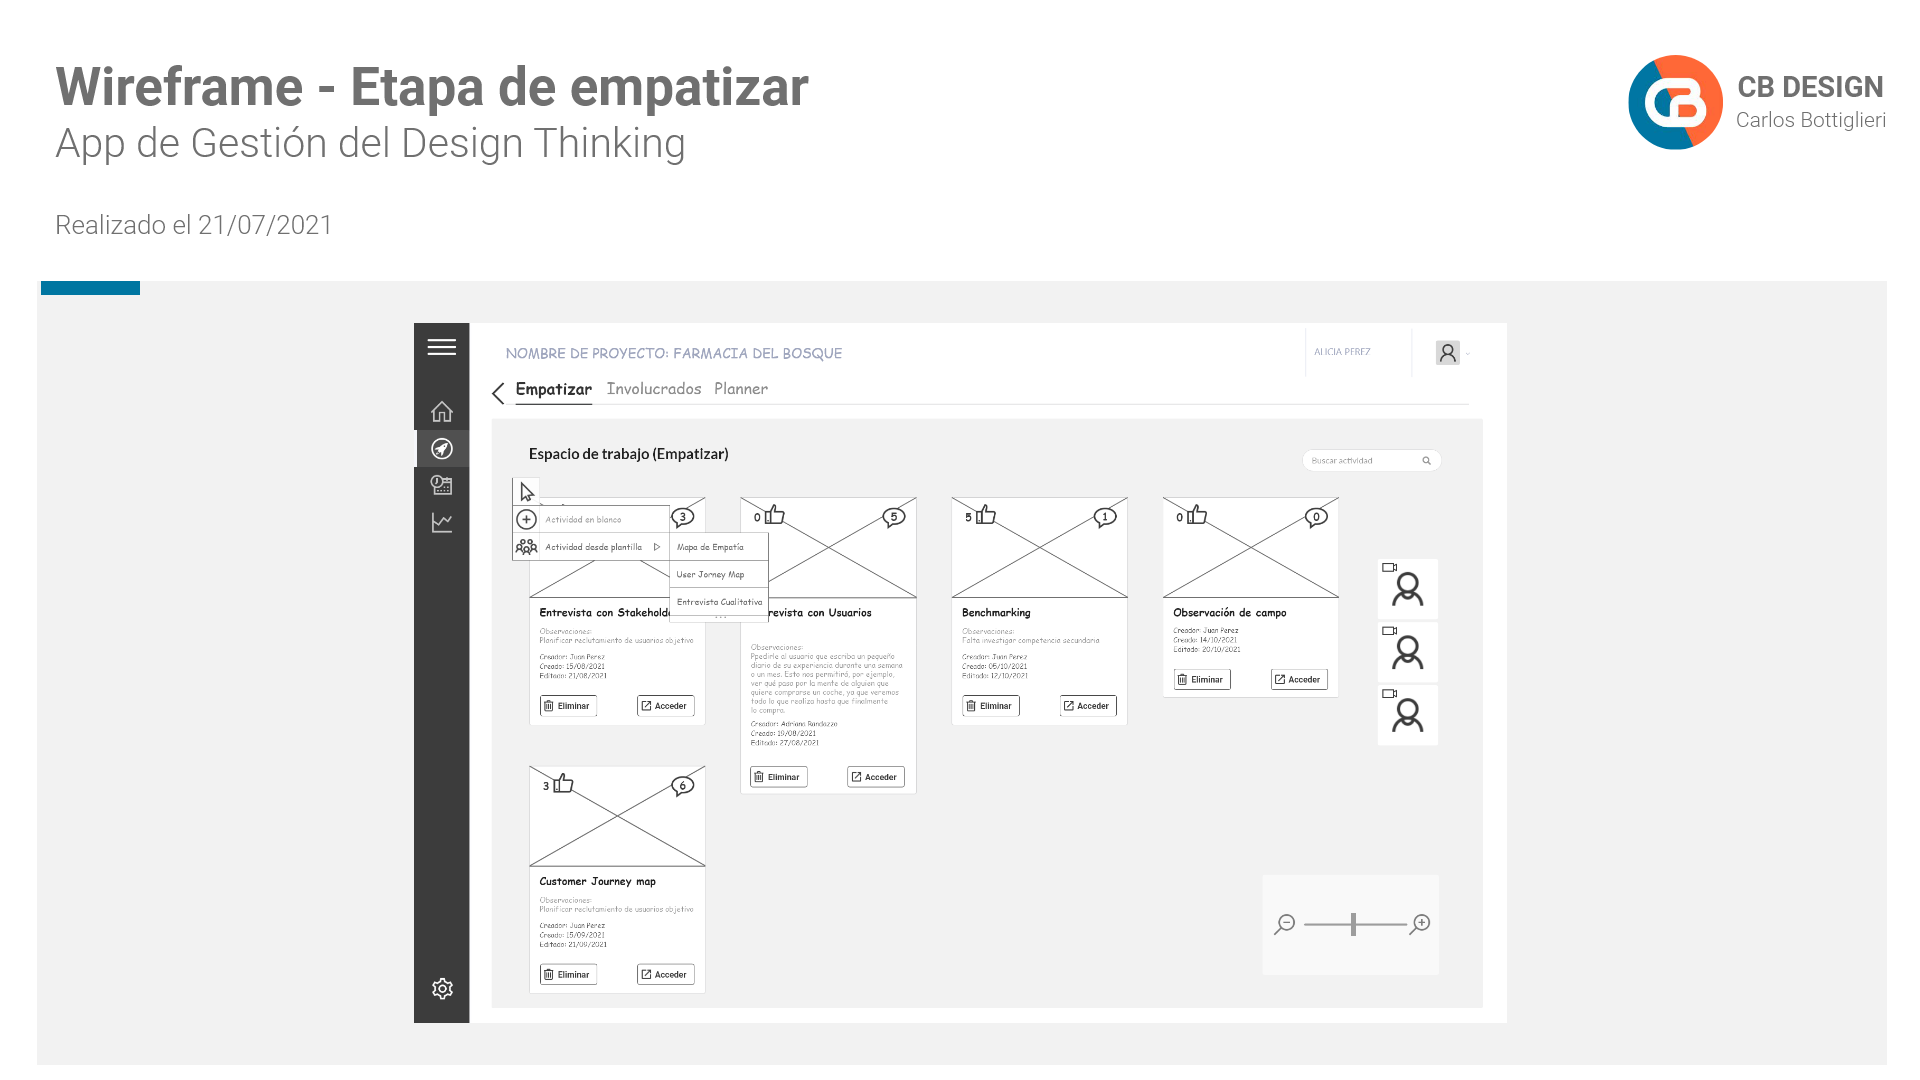 Wireframe - Etapa de empatizar
App de Gestión del Design Thinking
Realizado el 21/07/2021
CB
CB DESIGN
Carlos Bottiglieri
NOMBRE DE PROYECTO: FARMACIA DEL BOSQUE
ALICIA PEREZ
Empatizar Involucrados Planner
Espacio de trabajo (Empatizar)
Buscar actividad
Actividad en blanco
Actividad desde plantilla
Mapa de Empatía
User Jorney Map
Entrevista Cualitativa
...
3
Entrevista con Stakeholde
Observaciones:
Planificar reclutamiento de usuarios objetivo
Creador: Juan Perez
Creado: 15/08/2021
Editado: 21/08/2021
Eliminar
Acceder
0
5
revista con Usuarios
Observaciones:
Ppedirle al usuario que escriba un pequeño
diario de su experiencia durante una semana
o un mes. Esto nos permitirá, por ejemplo,
ver qué pasa por la mente de alguien que
quiere comprarse un coche, ya que veremos
todo lo que realiza hasta que finalmente
lo compra.
Creador: Adriana Randazzo
Creado: 19/08/2021
Editado: 27/08/2021
Eliminar
Acceder
5
1
Benchmarking
Observaciones:
Falta investigar competencia secundaria
Creador: Juan Perez
Creado: 05/10/2021
Editado: 12/10/2021
Eliminar
Acceder
0
0
Observación de campo
Creador: Juan Perez
Creado: 14/10/2021
Editado: 20/10/2021
Eliminar
Acceder
3
6
Customer Journey map
Observaciones:
Planificar reclutamiento de usuarios objetivo
Creador: Juan Perez
Creado: 15/09/2021
Editado: 21/09/2021
Eliminar
Acceder